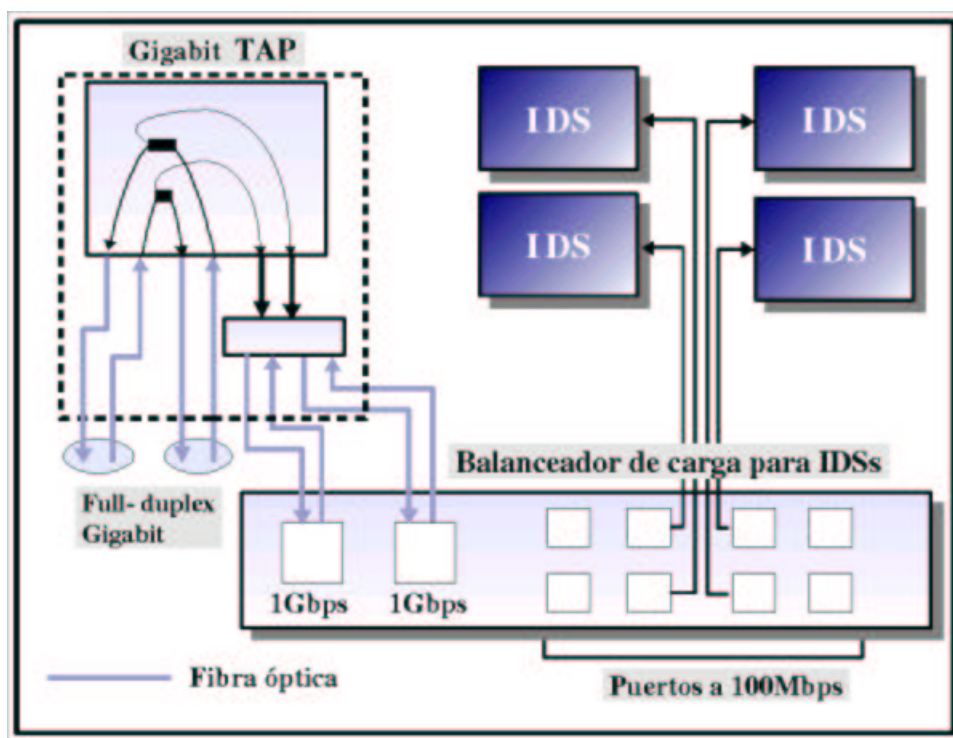 Gigabit TAP
IDS
IDS
IDS
IDS
Balanceador de carga para IDSs
Full- duplex
Gigabit
1Gbps
1Gbps
Fibra óptica
Puertos a 100Mbps